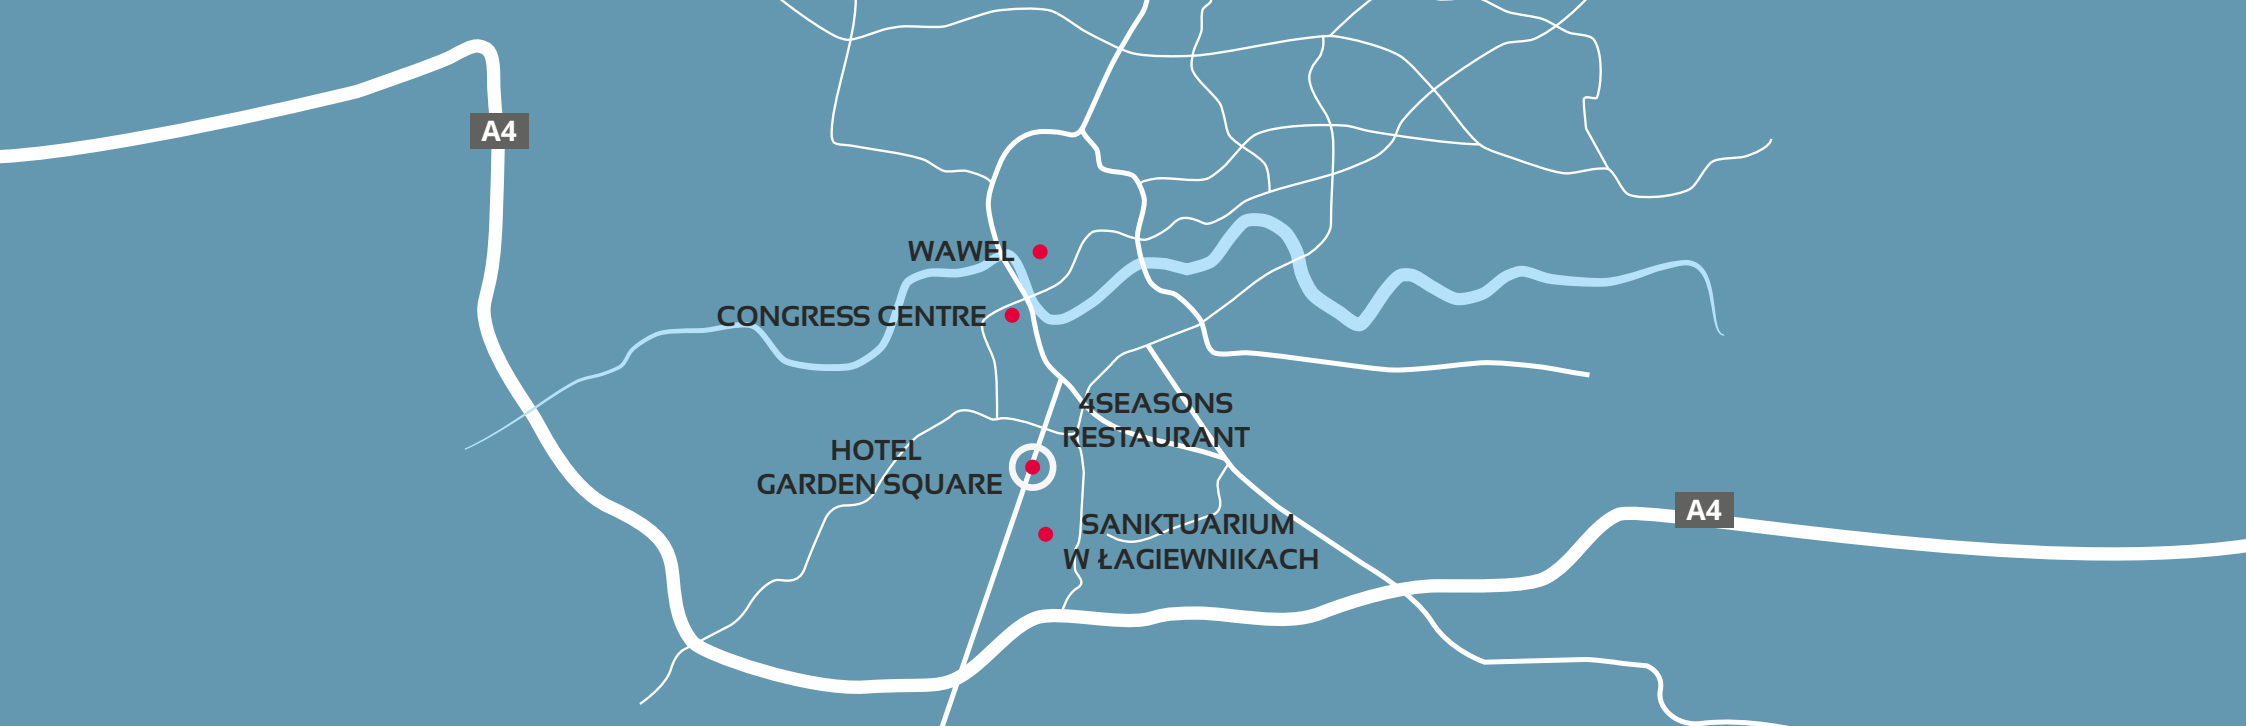 A4
WAWEL
CONGRESS CENTRE
4SEASONS
RESTAURANT
HOTEL
GARDEN SQUARE
SANKTUARIUM
W ŁAGIEWNIKACH
A4